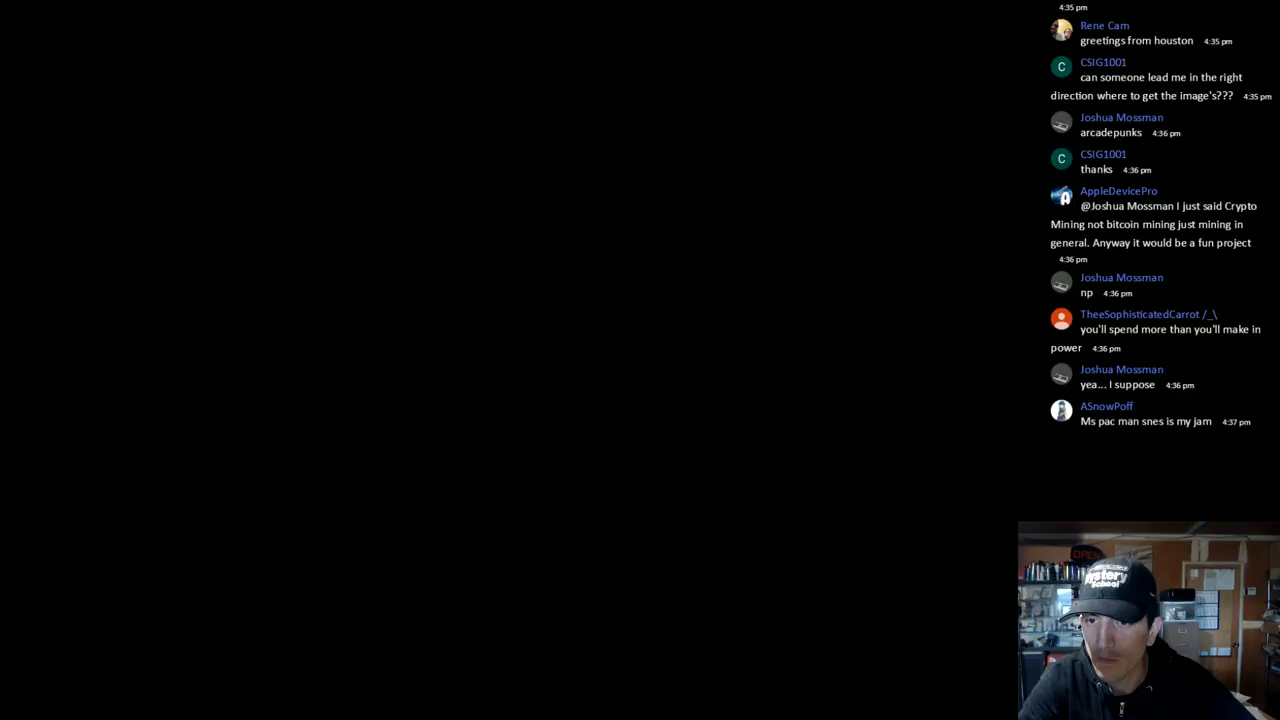 4:35 pm
Rene Cam
greetings from houston 4:35 pm
CSIG1001
can someone lead me in the right
direction where to get the image's??? 4:35 pm
Joshua Mossman
arcadepunks 4:36 pm
CSIG1001
thanks 4:36 pm
AppleDevicePro
@Joshua Mossman I just said Crypto
Mining not bitcoin mining just mining in
general. Anyway it would be a fun project
4:36 pm
Joshua Mossman
np 4:36 pm
TheeSophisticatedCarrot /_\
you'll spend more than you'll make in
power 4:36 pm
Joshua Mossman
yea... I suppose 4:36 pm
ASnowPoff
Ms pac man snes is my jam 4:37 pm
OPEN
Mystery
School